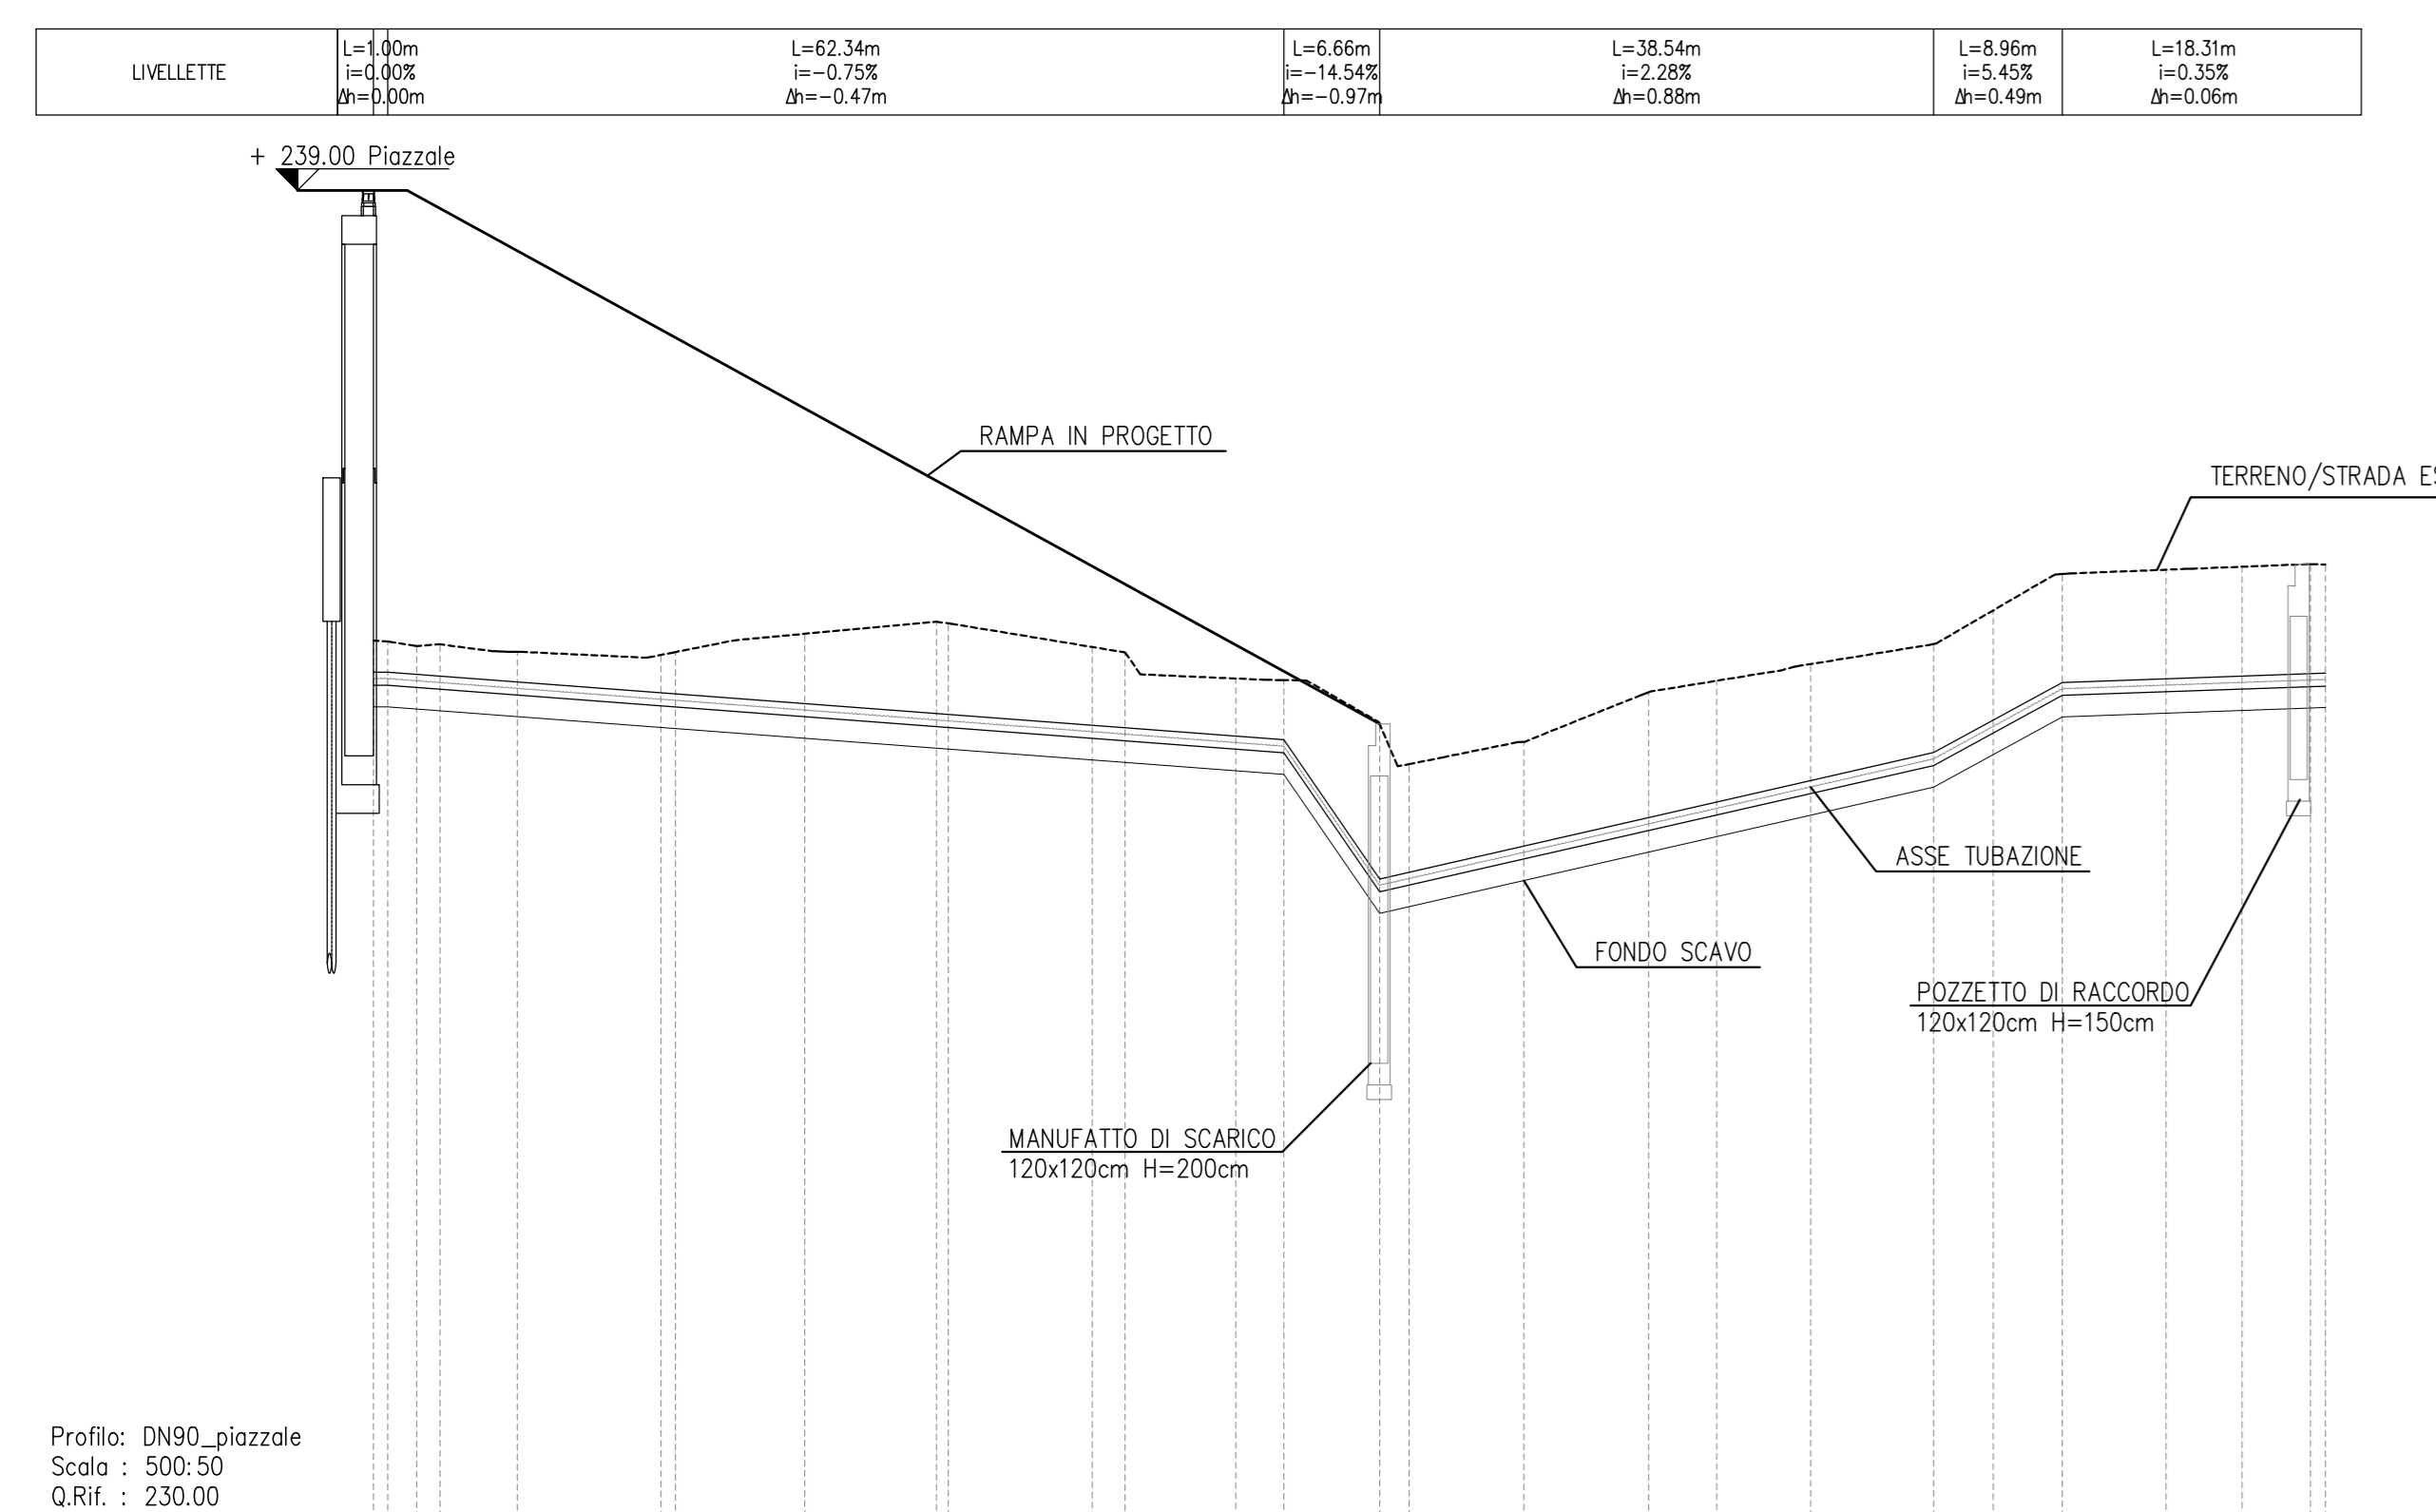 LIVELLETTE
L=1.00m
i=0.00%
Δh=0.00m
L=62.34m
i=-0.75%
Δh=-0.47m
L=6.66m
i=-14.54%
Δh=-0.97m
L=38.54m
i=2.28%
Δh=0.88m
L=8.96m
i=5.45%
Δh=0.49m
L=18.31m
i=0.35%
Δh=0.06m
+ 239.00 Piazzale
RAMPA IN PROGETTO
TERRENO/STRADA
ASSE TUBAZIONE
FONDO SCAVO
POZZETTO DI RACCORDO
120x120cm H=150cm
MANUFATTO DI SCARICO
120x120cm H=200cm
Profilo: DN90_piazzale
Scala : 500:50
Q.Rif. : 230.00